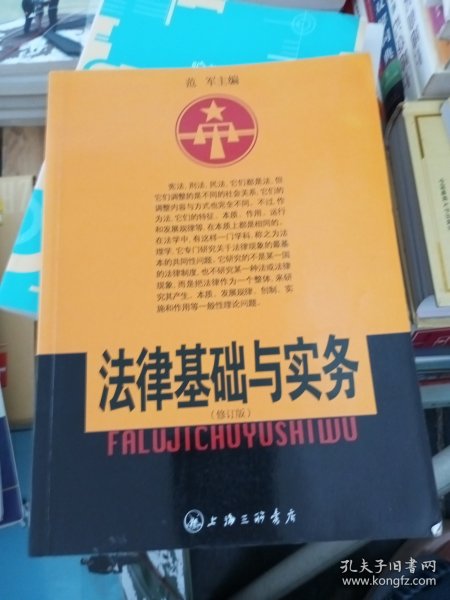 范 军主编
宪法、刑法、民法，它们都是法，但
它们调整的是不同的社会关系，它们的
调整内容与方式也完全不同。不过，作
为法，它们的特征、本质、作用、运行
和发展规律等，在本质上都是相同的。
在法学中，有这样一门学科，称之为法
理学，它专门研究关于法律现象的最基
本的共同性问题，它研究的不是某一国
的法律制度，也不研究某一种法或法律
现象，而是把法律作为一个整体，来研
究其产生、本质、发展规律、创制、实
施和作用等一般性理论问题。
法律基础与实务
（修订版）
FALUJICHUYUSHIWU
上海三联书店
孔夫子旧书网
www.kongfz.com